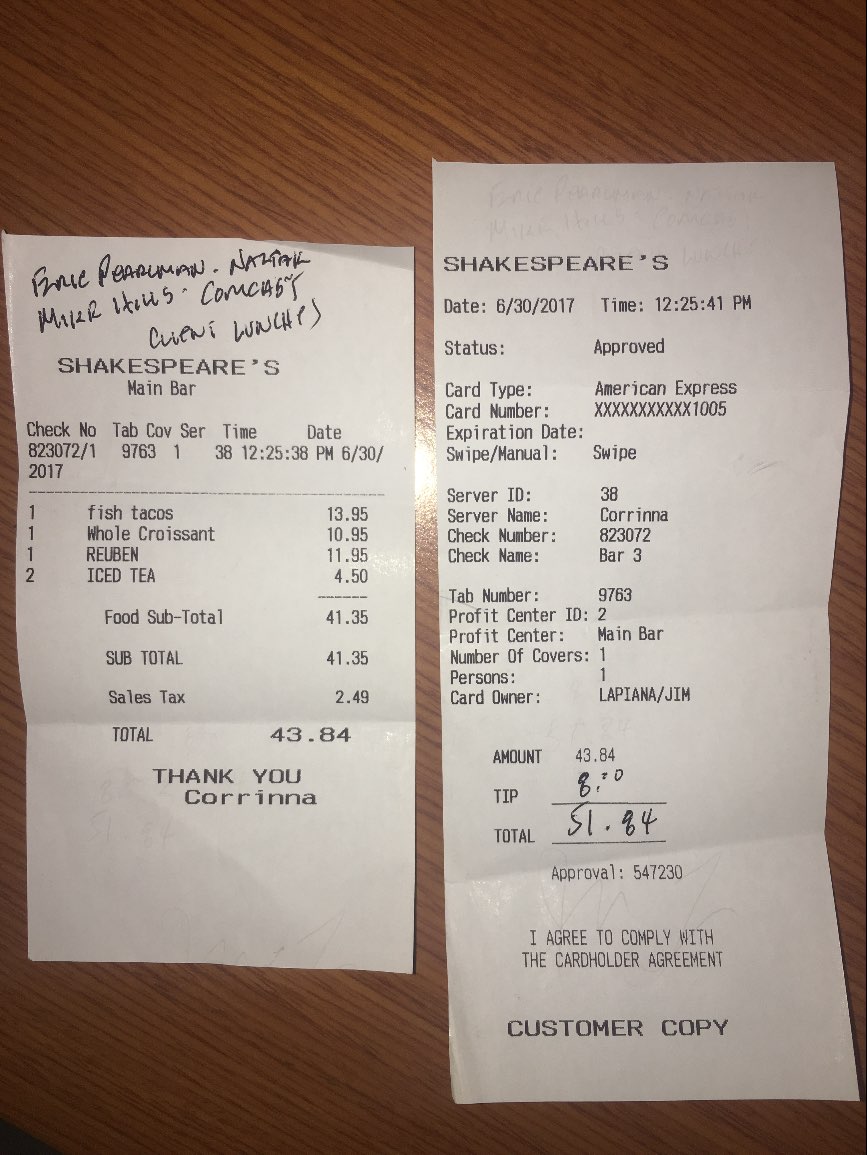 CLIENT LUNCH
SHAKESPEARE'S
Main Bar
Check No Tab Cov Ser Time Date
823072/1 9763 1 38 12:25:38 PM 6/30/
2017
1 fish tacos 13.95
1 Whole Croissant 10.95
1 REUBEN 11.95
2 ICED TEA 4.50
Food Sub-Total 41.35
SUB TOTAL 41.35
Sales Tax 2.49
TOTAL 43.84
THANK YOU
Corrinna
SHAKESPEARE'S
Date: 6/30/2017 Time: 12:25:41 PM
Status: Approved
Card Type: American Express
Card Number: XXXXXXXXXXX1005
Expiration Date:
Swipe/Manual: Swipe
Server ID: 38
Server Name: Corrinna
Check Number: 823072
Check Name: Bar 3
Tab Number: 9763
Profit Center ID: 2
Profit Center: Main Bar
Number Of Covers: 1
Persons: 1
Card Owner: LAPIANA/JIM
AMOUNT 43.84
TIP 8.00
TOTAL 51.84
Approval: 547230
I AGREE TO COMPLY WITH
THE CARDHOLDER AGREEMENT
CUSTOMER COPY